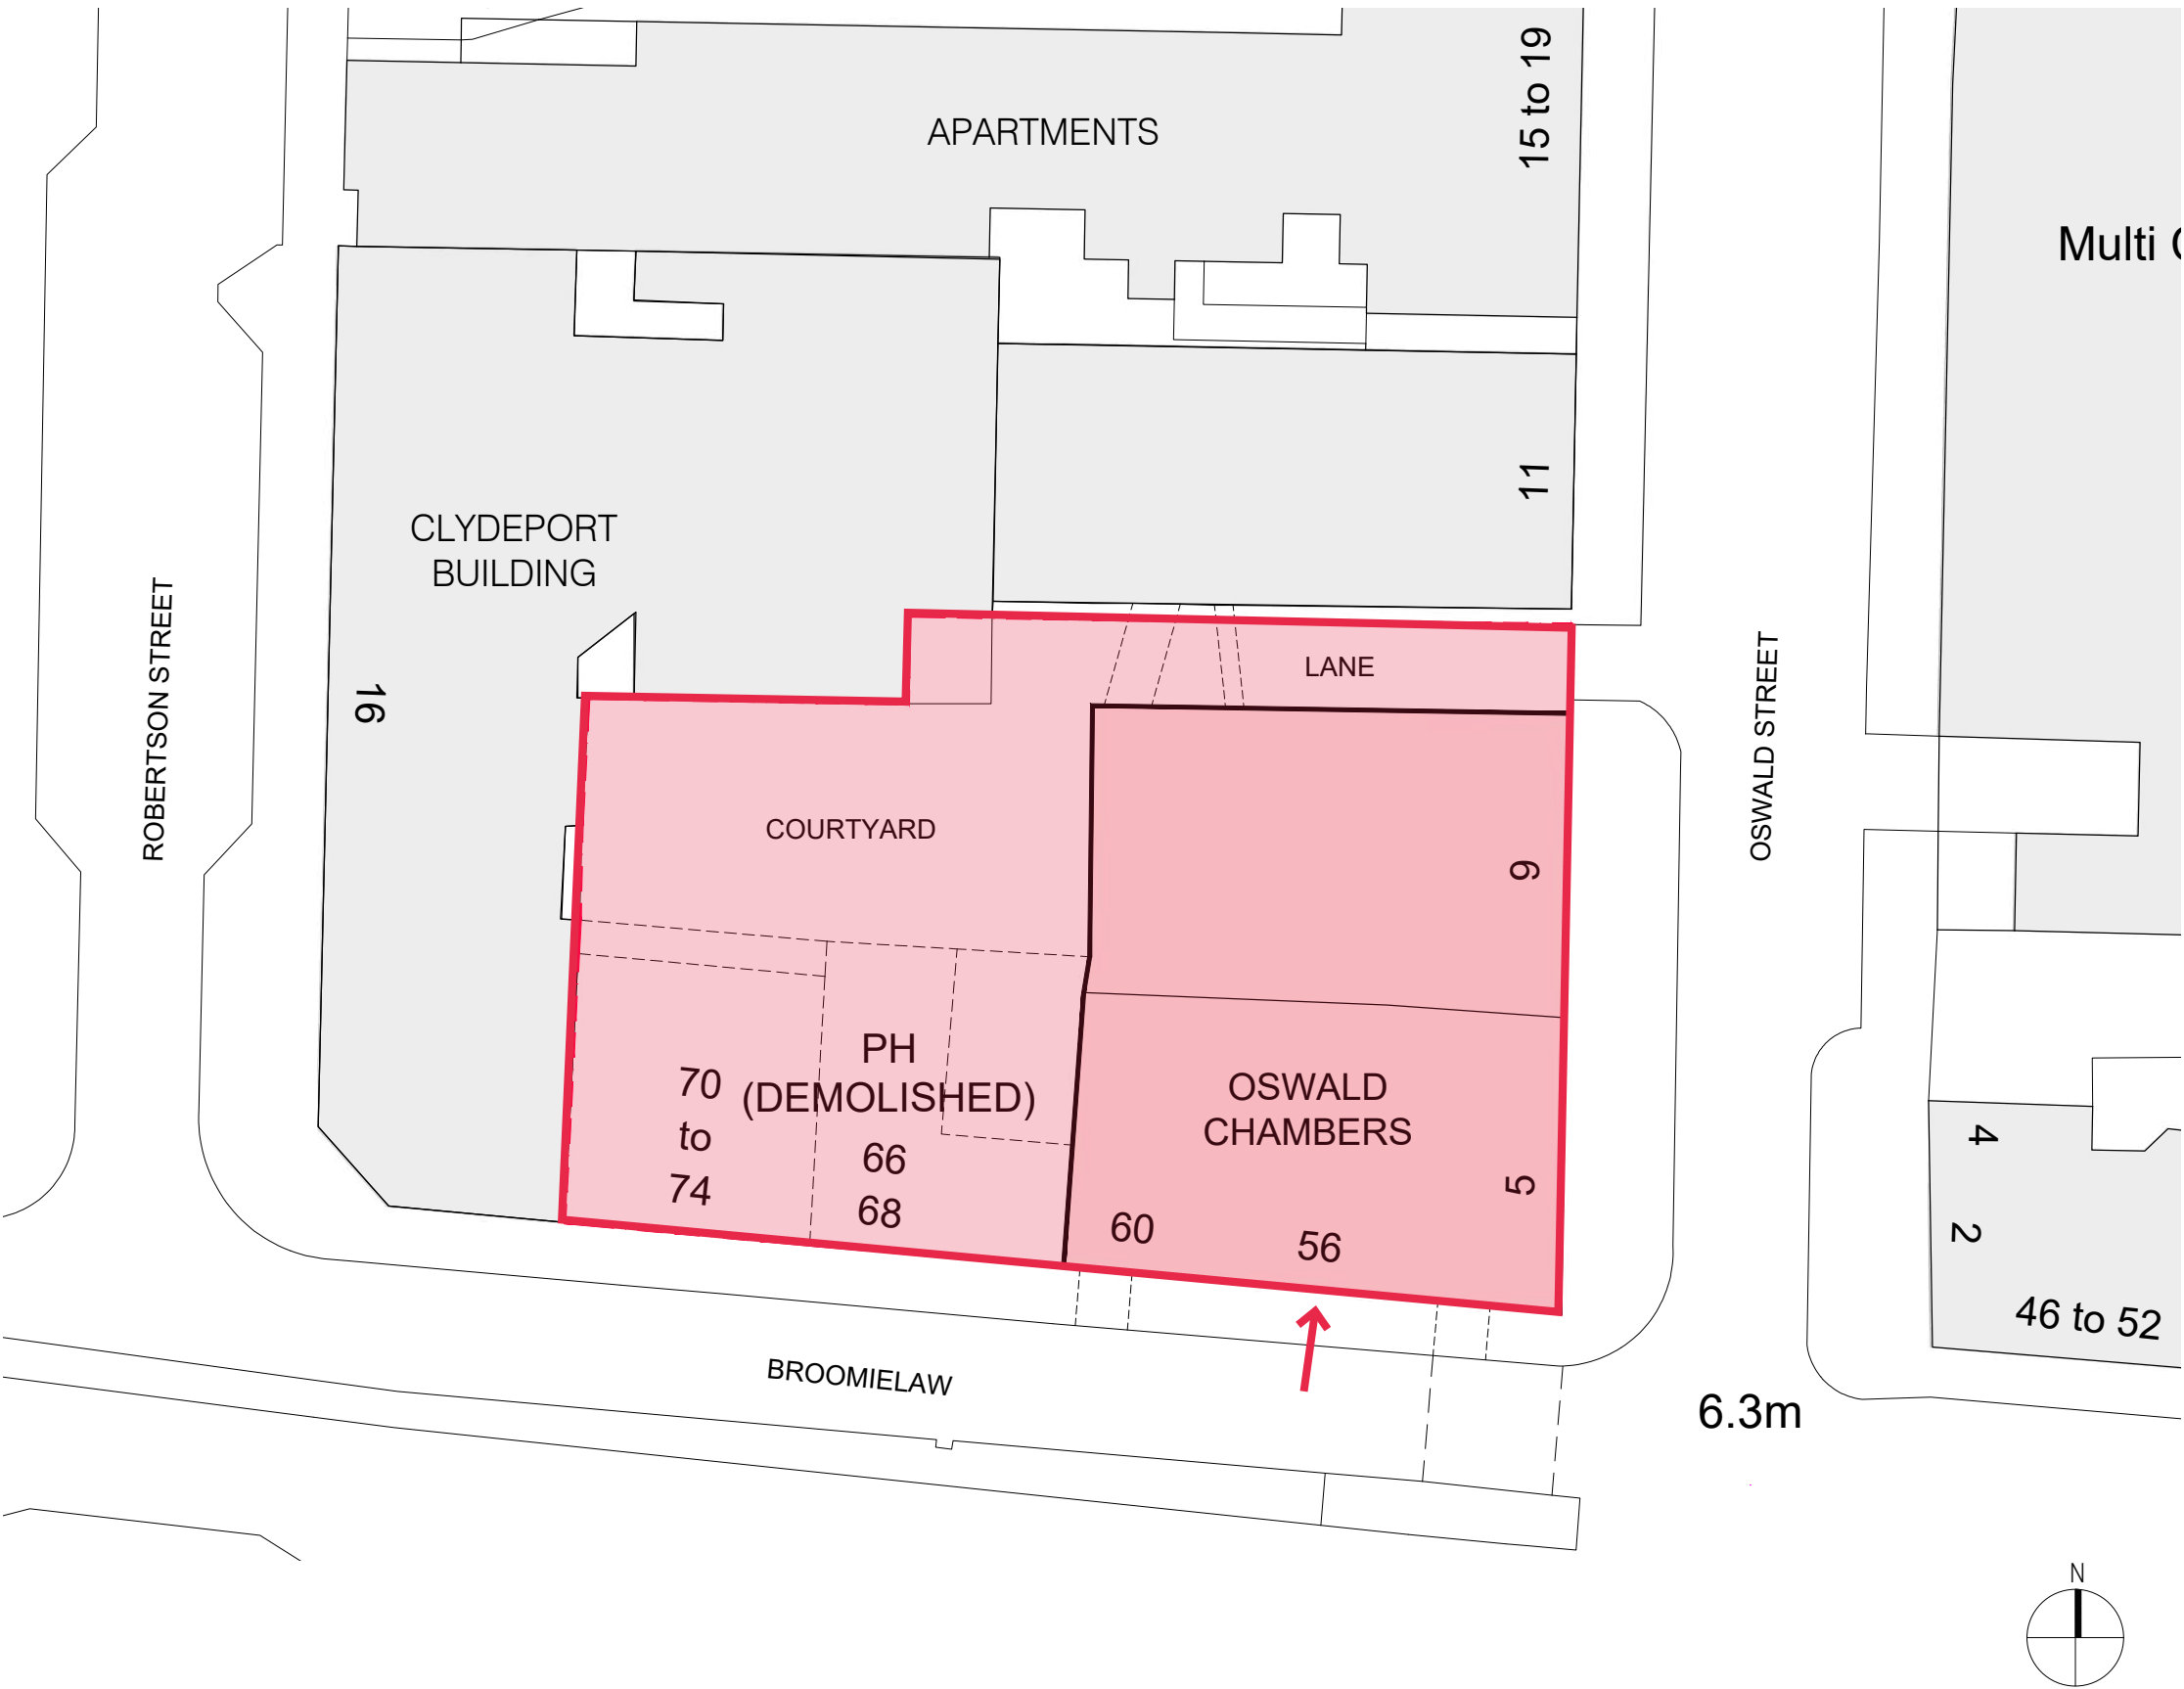 15 to 19
APARTMENTS
Multi
11
CLYDEPORT
BUILDING
ROBERTSON STREET
16
LANE
OSWALD STREET
COURTYARD
9
PH
(DEMOLISHED)
70
to
74
66
68
OSWALD
CHAMBERS
5
60
56
4
2
46 to 52
BROOMIELAW
6.3m
N